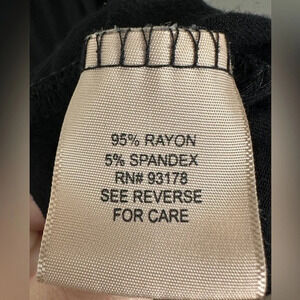 95% RAYON
5% SPANDEX
RN# 93178
SEE REVERSE
FOR CARE